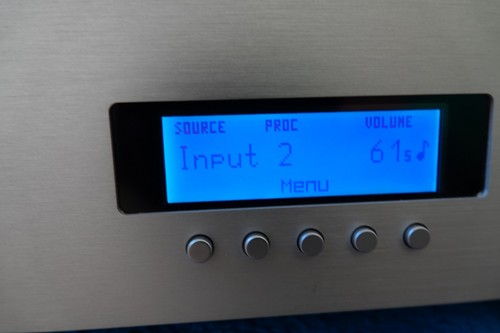 SOURCE PROC VOLUME
Input 2 61s♪
Menu